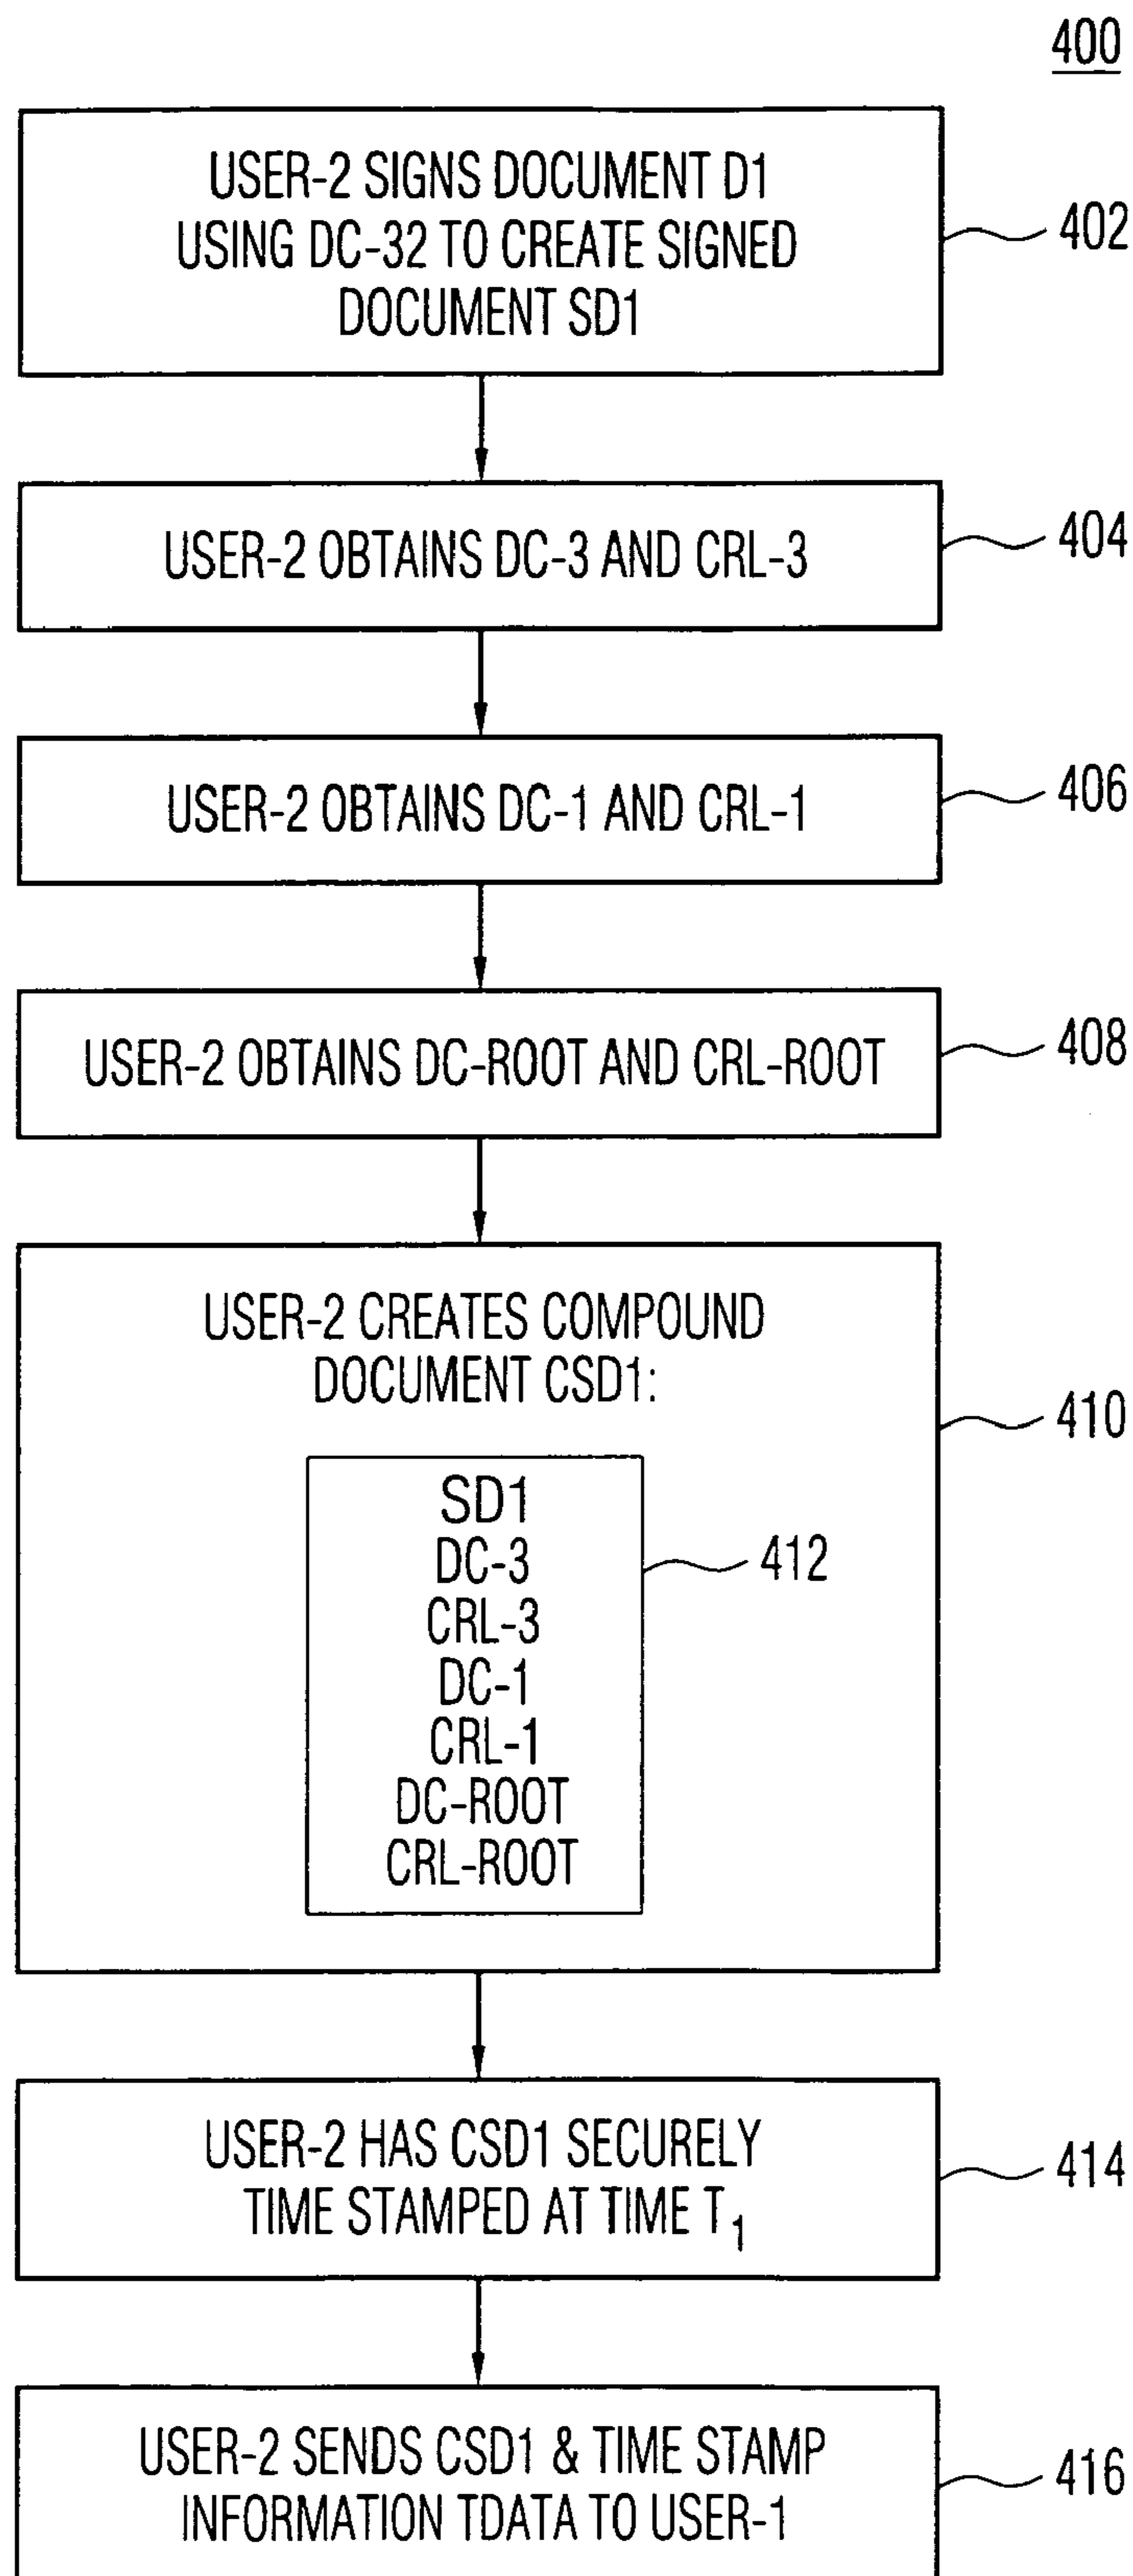 400
USER-2 SIGNS DOCUMENT D1
USING DC-32 TO CREATE SIGNED
DOCUMENT SD1
402
USER-2 OBTAINS DC-3 AND CRL-3
404
USER-2 OBTAINS DC-1 AND CRL-1
406
USER-2 OBTAINS DC-ROOT AND CRL-ROOT
408
USER-2 CREATES COMPOUND
DOCUMENT CSD1:
410
SD1
DC-3
CRL-3
DC-1
CRL-1
DC-ROOT
CRL-ROOT
412
USER-2 HAS CSD1 SECURELY
TIME STAMPED AT TIME T1
414
USER-2 SENDS CSD1 & TIME STAMP
INFORMATION TDATA TO USER-1
416